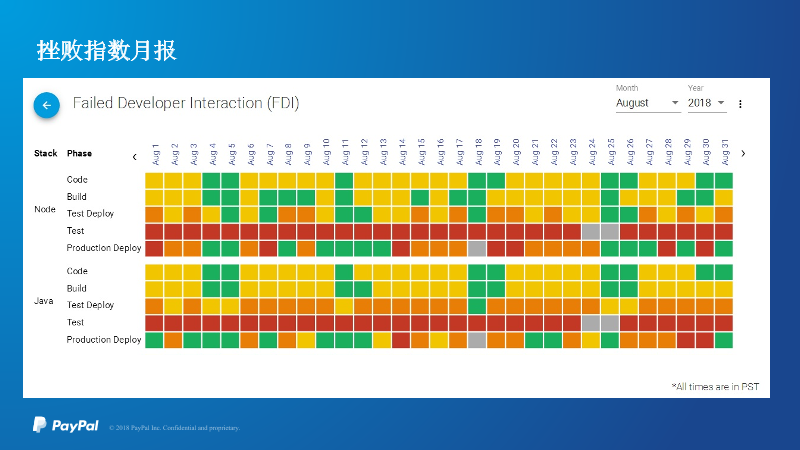 挫败指数月报
Failed Developer Interaction (FDI)
Month
August
Year
2018
Stack Phase Aug 1 Aug 2 Aug 3 Aug 4 Aug 5 Aug 6 Aug 7 Aug 8 Aug 9 Aug 10 Aug 11 Aug 12 Aug 13 Aug 14 Aug 15 Aug 16 Aug 17 Aug 18 Aug 19 Aug 20 Aug 21 Aug 22 Aug 23 Aug 24 Aug 25 Aug 26 Aug 27 Aug 28 Aug 29 Aug 30 Aug 31
Node
Code
Build
Test Deploy
Test
Production Deploy
Java
Code
Build
Test Deploy
Test
Production Deploy
*All times are in PST
PayPal
© 2018 PayPal Inc. Confidential and proprietary.